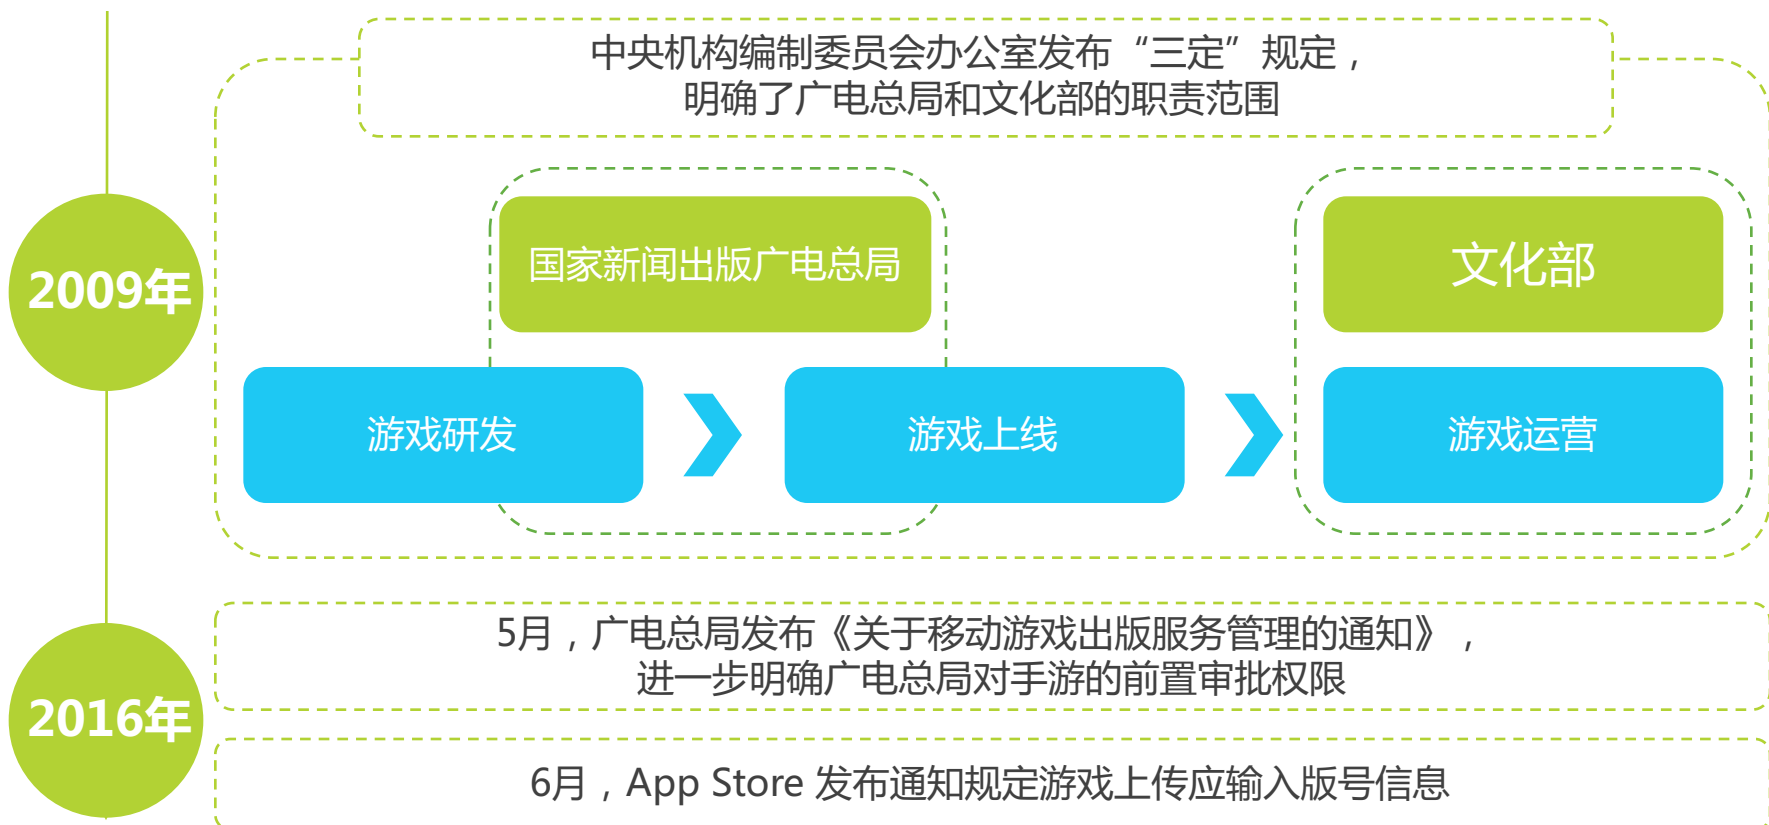 中央机构编制委员会办公室发布“三定”规定，
明确了广电总局和文化部的职责范围
2009年
国家新闻出版广电总局
文化部
游戏研发
游戏上线
游戏运营
2016年
5月，广电总局发布《关于移动游戏出版服务管理的通知》，
进一步明确广电总局对手游的前置审批权限
6月，App Store 发布通知规定游戏上传应输入版号信息